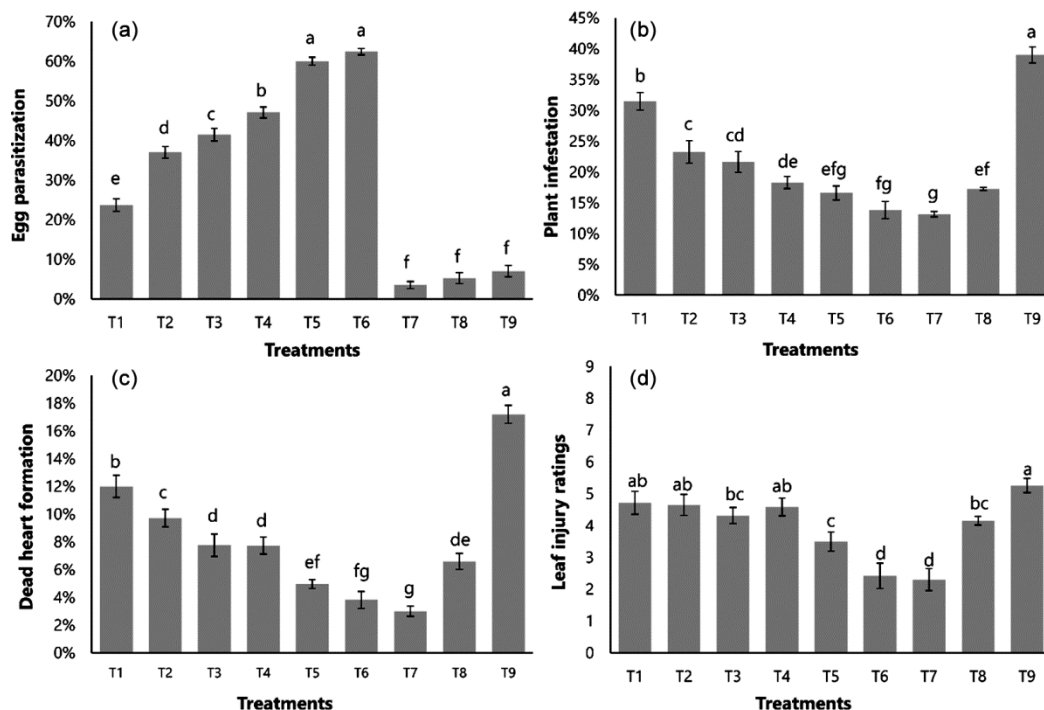 (a)
Egg parasitization
70%
60%
50%
40%
30%
20%
10%
0%
e
d
c
b
a
a
f
f
f
T1 T2 T3 T4 T5 T6 T7 T8 T9
Treatments
(b)
Plant infestation
45%
40%
35%
30%
25%
20%
15%
10%
5%
0%
b
c
cd
de
efg
fg
g
ef
a
T1 T2 T3 T4 T5 T6 T7 T8 T9
Treatments
(c)
Dead heart formation
20%
18%
16%
14%
12%
10%
8%
6%
4%
2%
0%
b
c
d
d
ef
fg
g
de
a
T1 T2 T3 T4 T5 T6 T7 T8 T9
Treatments
(d)
Leaf injury ratings
9
8
7
6
5
4
3
2
1
0
ab
ab
bc
ab
c
d
d
bc
a
T1 T2 T3 T4 T5 T6 T7 T8 T9
Treatments